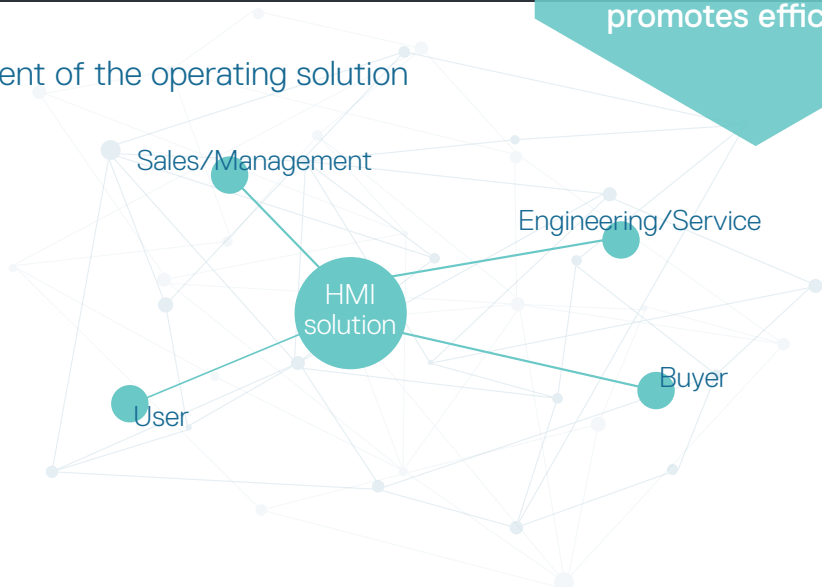 promotes effic
ent of the operating solution
Sales/Management
Engineering/Service
HMI
solution
Buyer
User